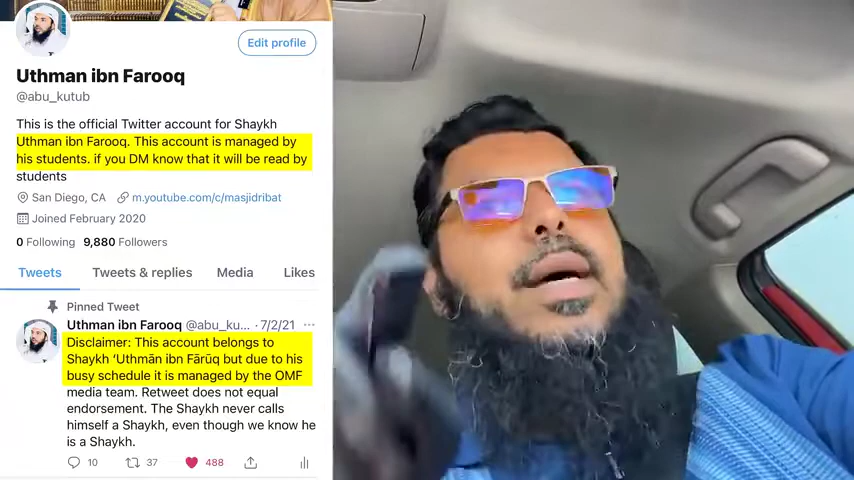 Edit profile
Uthman ibn Farooq
@abu_kutub
This is the official Twitter account for Shaykh
Uthman ibn Farooq. This account is managed by
his students. if you DM know that it will be read by
students
San Diego, CA m.youtube.com/c/masjidribat
Joined February 2020
0 Following 9,880 Followers
Tweets Tweets & replies Media Likes
Pinned Tweet
Uthman ibn Farooq @abu_ku... · 7/2/21
Disclaimer: This account belongs to
Shaykh ‘Uthmān ibn Fārūq but due to his
busy schedule it is managed by the OMF
media team. Retweet does not equal
endorsement. The Shaykh never calls
himself a Shaykh, even though we know he
is a Shaykh.
10 37 488